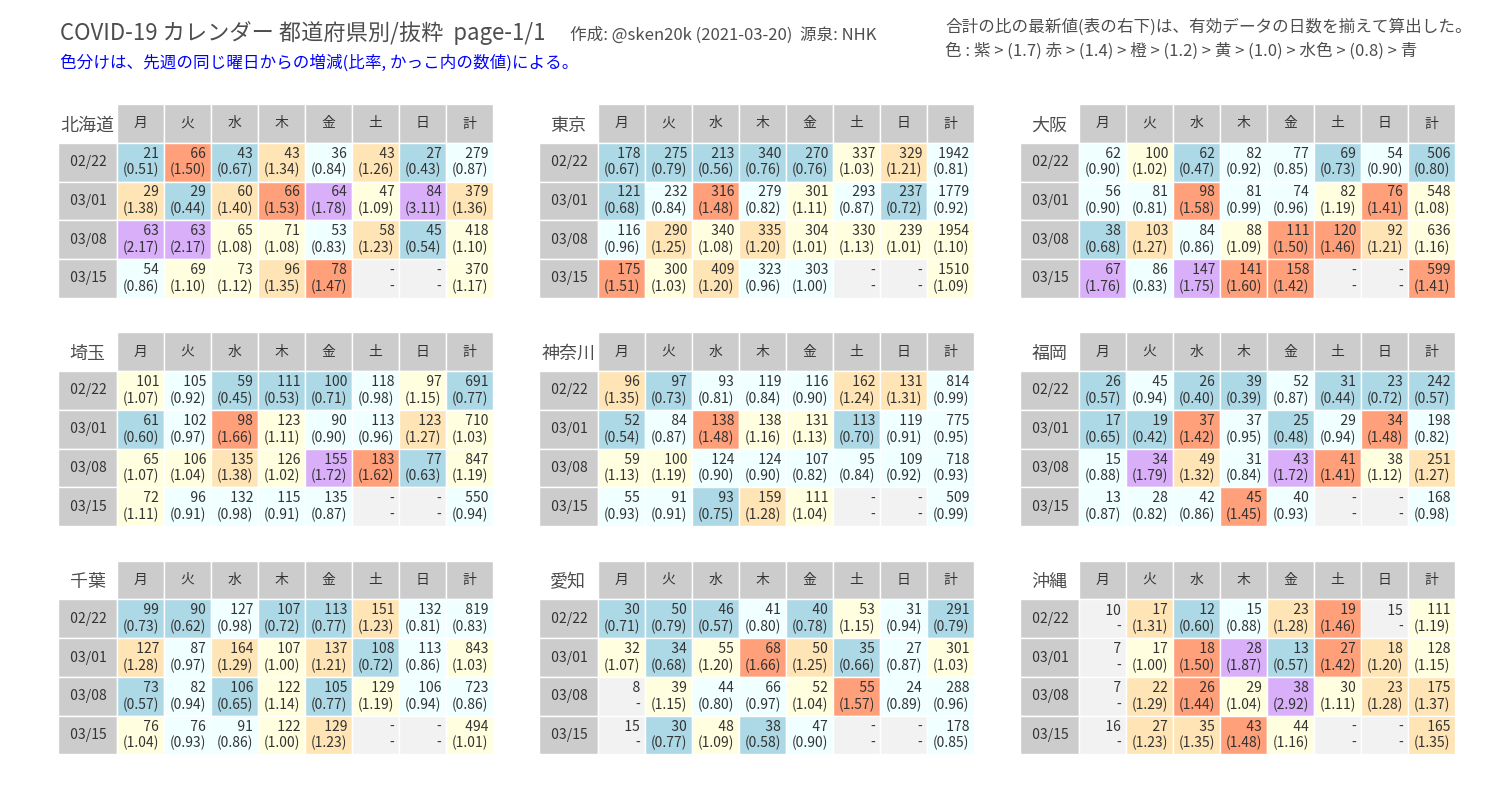 COVID-19 カレンダー 都道府県別/抜粋 page-1/1 作成: @sken20k (2021-03-20) 源泉: NHK
色分けは、先週の同じ曜日からの増減(比率, かっこ内の数値)による。
合計の比の最新値(表の右下)は、有効データの日数を揃えて算出した。
色 : 紫 > (1.7) 赤 > (1.4) > 橙 > (1.2) > 黄 > (1.0) > 水色 > (0.8) > 青
北海道 月 火 水 木 金 土 日 計
02/22 21 66 43 43 36 43 27 279
(0.51) (1.50) (0.67) (1.34) (0.84) (1.26) (0.43) (0.87)
03/01 29 29 60 66 64 47 84 379
(1.38) (0.44) (1.40) (1.53) (1.78) (1.09) (3.11) (1.36)
03/08 63 63 65 71 53 58 45 418
(2.17) (2.17) (1.08) (1.08) (0.83) (1.23) (0.54) (1.10)
03/15 54 69 73 96 78 - - 370
(0.86) (1.10) (1.12) (1.35) (1.47) - - (1.17)
東京 月 火 水 木 金 土 日 計
02/22 178 275 213 340 270 337 329 1942
(0.67) (0.79) (0.56) (0.76) (0.76) (1.03) (1.21) (0.81)
03/01 121 232 316 279 301 293 237 1779
(0.68) (0.84) (1.48) (0.82) (1.11) (0.87) (0.72) (0.92)
03/08 116 290 340 335 304 330 239 1954
(0.96) (1.25) (1.08) (1.20) (1.01) (1.13) (1.01) (1.10)
03/15 175 300 409 323 303 - - 1510
(1.51) (1.03) (1.20) (0.96) (1.00) - - (1.09)
大阪 月 火 水 木 金 土 日 計
02/22 62 100 62 82 77 69 54 506
(0.90) (1.02) (0.47) (0.92) (0.85) (0.73) (0.90) (0.80)
03/01 56 81 98 81 74 82 76 548
(0.90) (0.81) (1.58) (0.99) (0.96) (1.19) (1.41) (1.08)
03/08 38 103 84 88 111 120 92 636
(0.68) (1.27) (0.86) (1.09) (1.50) (1.46) (1.21) (1.16)
03/15 67 86 147 141 158 - - 599
(1.76) (0.83) (1.75) (1.60) (1.42) - - (1.41)
埼玉 月 火 水 木 金 土 日 計
02/22 101 105 59 111 100 118 97 691
(1.07) (0.92) (0.45) (0.53) (0.71) (0.98) (1.15) (0.77)
03/01 61 102 98 123 90 113 123 710
(0.60) (0.97) (1.66) (1.11) (0.90) (0.96) (1.27) (1.03)
03/08 65 106 135 126 155 183 77 847
(1.07) (1.04) (1.38) (1.02) (1.72) (1.62) (0.63) (1.19)
03/15 72 96 132 115 135 - - 550
(1.11) (0.91) (0.98) (0.91) (0.87) - - (0.94)
神奈川 月 火 水 木 金 土 日 計
02/22 96 97 93 119 116 162 131 814
(1.35) (0.73) (0.81) (0.84) (0.90) (1.24) (1.31) (0.99)
03/01 52 84 138 138 131 113 119 775
(0.54) (0.87) (1.48) (1.16) (1.13) (0.70) (0.91) (0.95)
03/08 59 100 124 124 107 95 109 718
(1.13) (1.19) (0.90) (0.90) (0.82) (0.84) (0.92) (0.93)
03/15 55 91 93 159 111 - - 509
(0.93) (0.91) (0.75) (1.28) (1.04) - - (0.99)
福岡 月 火 水 木 金 土 日 計
02/22 26 45 26 39 52 31 23 242
(0.57) (0.94) (0.40) (0.39) (0.87) (0.44) (0.72) (0.57)
03/01 17 19 37 37 25 29 34 198
(0.65) (0.42) (1.42) (0.95) (0.48) (0.94) (1.48) (0.82)
03/08 15 34 49 31 43 41 38 251
(0.88) (1.79) (1.32) (0.84) (1.72) (1.41) (1.12) (1.27)
03/15 13 28 42 45 40 - - 168
(0.87) (0.82) (0.86) (1.45) (0.93) - - (0.98)
千葉 月 火 水 木 金 土 日 計
02/22 99 90 127 107 113 151 132 819
(0.73) (0.62) (0.98) (0.72) (0.77) (1.23) (0.81) (0.83)
03/01 127 87 164 107 137 108 113 843
(1.28) (0.97) (1.29) (1.00) (1.21) (0.72) (0.86) (1.03)
03/08 73 82 106 122 105 129 106 723
(0.57) (0.94) (0.65) (1.14) (0.77) (1.19) (0.94) (0.86)
03/15 76 76 91 122 129 - - 494
(1.04) (0.93) (0.86) (1.00) (1.23) - - (1.01)
愛知 月 火 水 木 金 土 日 計
02/22 30 50 46 41 40 53 31 291
(0.71) (0.79) (0.57) (0.80) (0.78) (1.15) (0.94) (0.79)
03/01 32 34 55 68 50 35 27 301
(1.07) (0.68) (1.20) (1.66) (1.25) (0.66) (0.87) (1.03)
03/08 8 39 44 66 52 55 24 288
- (1.15) (0.80) (0.97) (1.04) (1.57) (0.89) (0.96)
03/15 15 30 48 38 47 - - 178
- (0.77) (1.09) (0.58) (0.90) - - (0.85)
沖縄 月 火 水 木 金 土 日 計
02/22 10 17 12 15 23 19 15 111
- (1.31) (0.60) (0.88) (1.28) (1.46) - (1.19)
03/01 7 17 18 28 13 27 18 128
- (1.00) (1.50) (1.87) (0.57) (1.42) (1.20) (1.15)
03/08 7 22 26 29 38 30 23 175
- (1.29) (1.44) (1.04) (2.92) (1.11) (1.28) (1.37)
03/15 16 27 35 43 44 - - 165
- (1.23) (1.35) (1.48) (1.16) - - (1.35)